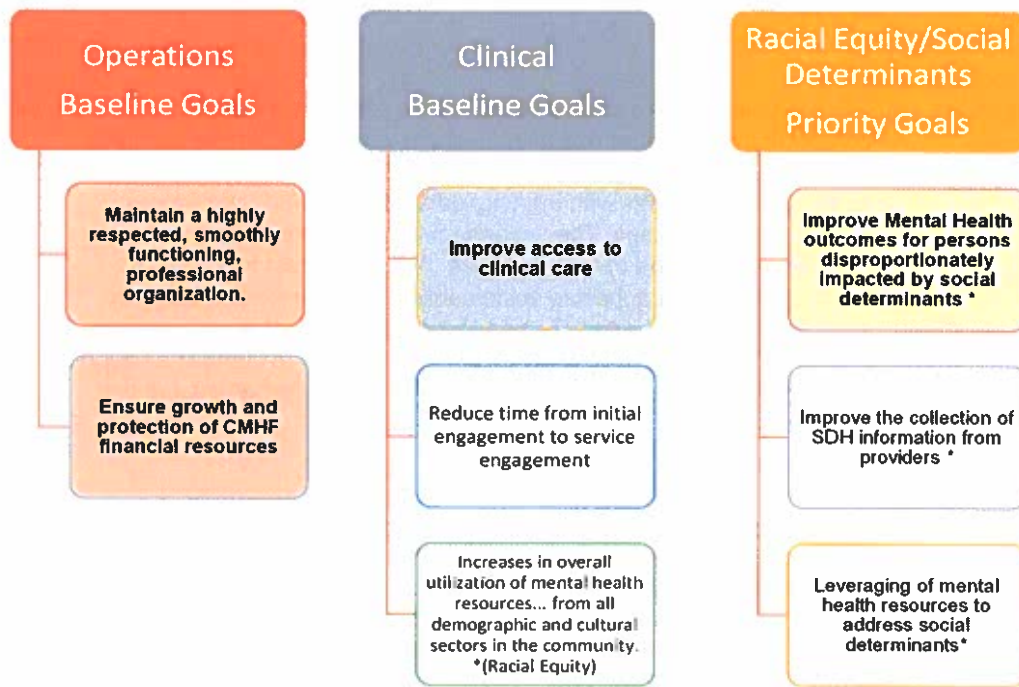 Operations
Baseline Goals
Maintain a highly
respected, smoothly
functioning,
professional
organization.
Ensure growth and
protection of CMHF
financial resources
Clinical
Baseline Goals
Improve access to
clinical care
Reduce time from initial
engagement to service
engagement
Increases in overall
utilization of mental health
resources... from all
demographic and cultural
sectors in the community.
*(Racial Equity)
Racial Equity/Social
Determinants
Priority Goals
Improve Mental Health
outcomes for persons
disproportionately
impacted by social
determinants *
Improve the collection of
SDH information from
providers *
Leveraging of mental
health resources to
address social
determinants*